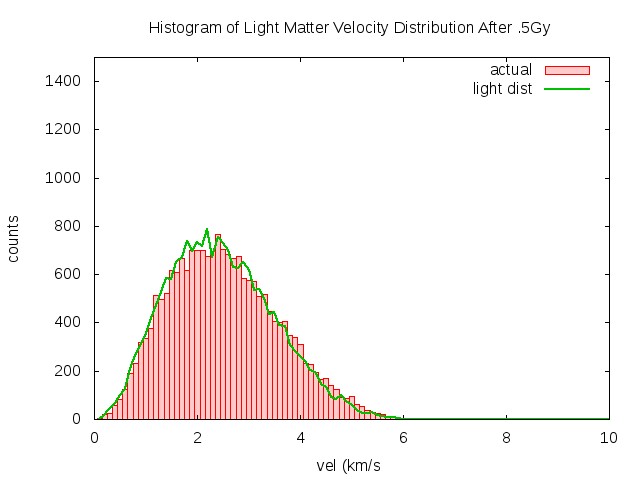 Histogram of Light Matter Velocity Distribution After .5Gy
actual
light dist
1400
1200
1000
800
600
400
200
0
counts
0 2 4 6 8 10
vel (km/s